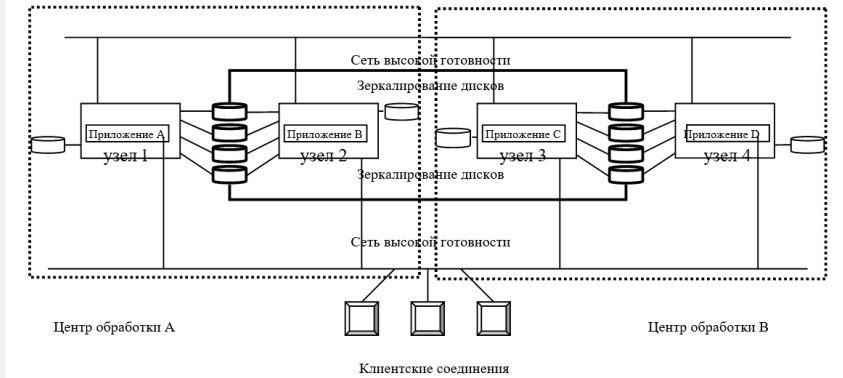 Сеть высокой готовности
Зеркалирование дисков
Приложение A
Приложение B
Приложение C
Приложение D
узел 1
узел 2
узел 3
узел 4
Зеркалирование дисков
Сеть высокой готовности
Центр обработки A
Центр обработки B
Клиентские соединения